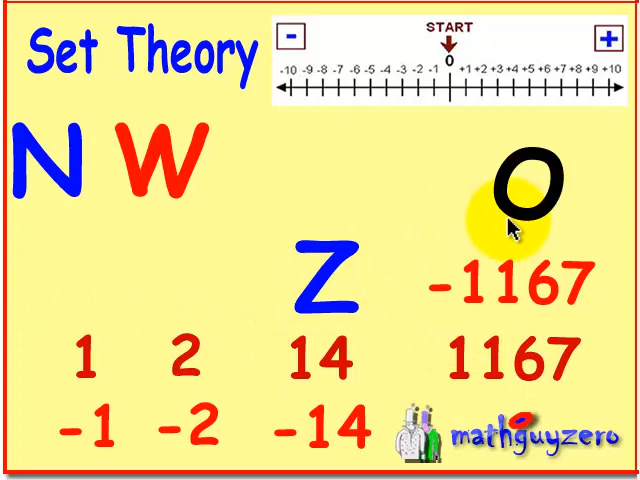 Set Theory
START
- +
0
-10 -9 -8 -7 -6 -5 -4 -3 -2 -1 +1 +2 +3 +4 +5 +6 +7 +8 +9 +10
N W
O
Z
-1167
1 2 14 1167
-1 -2 -14
mathguyzero